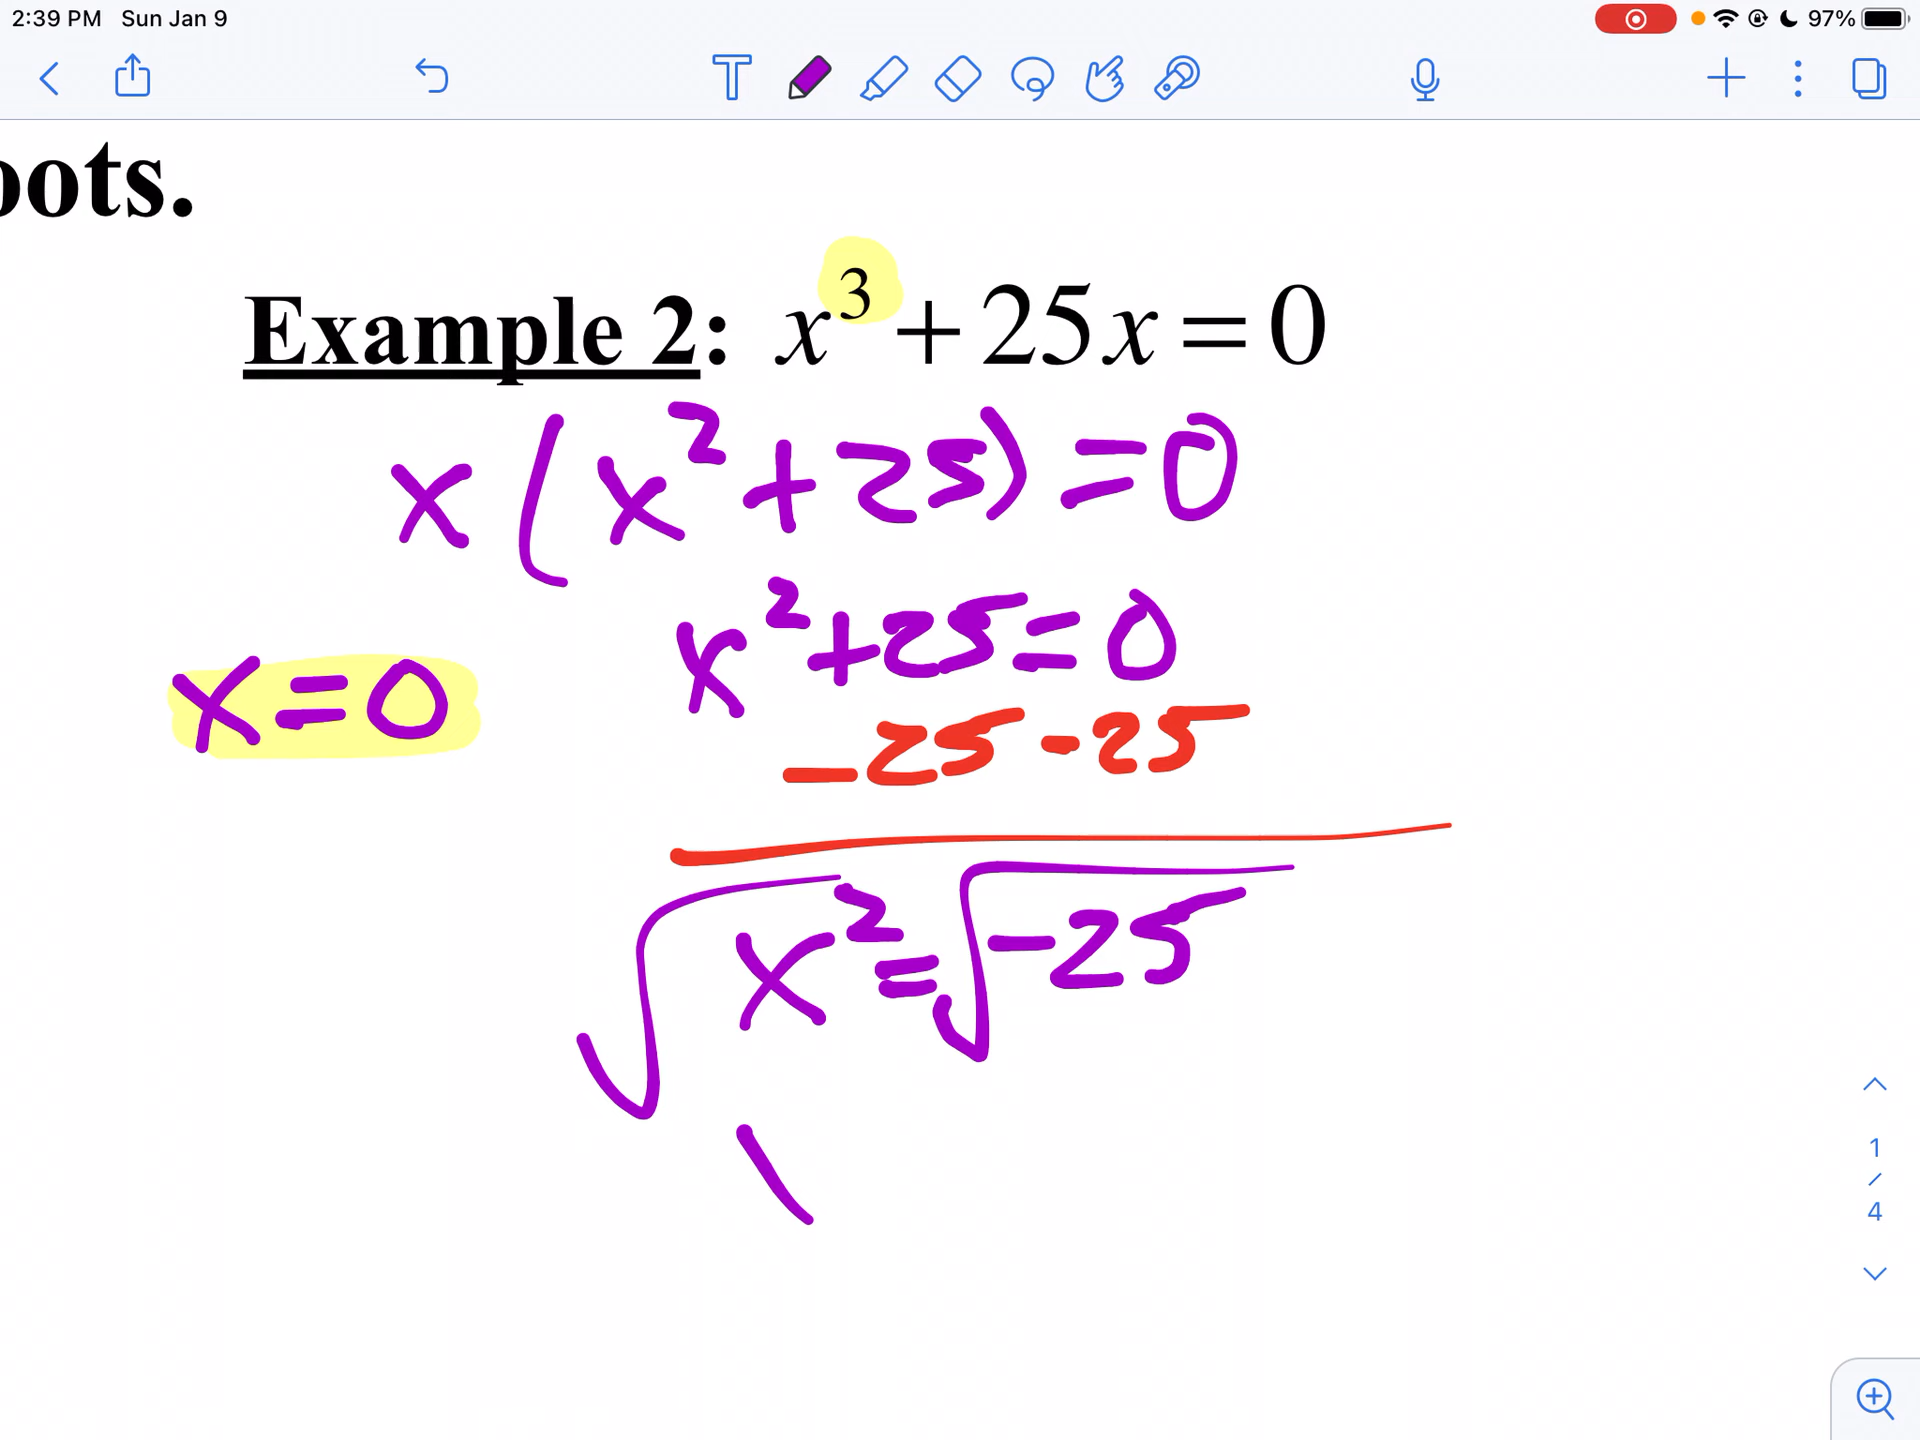 2:39 PM Sun Jan 9 97%
oots.
Example 2: x³ + 25x = 0
x(x² + 25) = 0
x² + 25 = 0
x = 0
- 25 - 25
√x² = √-25
1
/
4